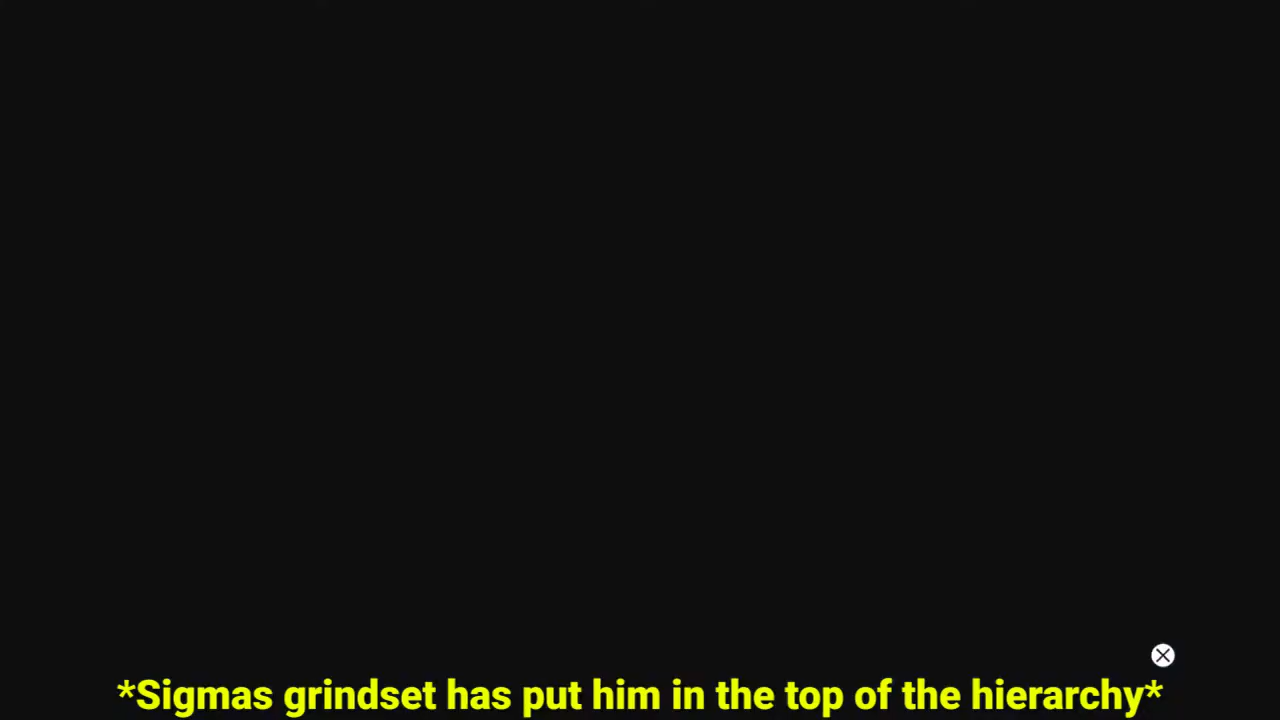 *Sigmas grindset has put him in the top of the hierarchy*